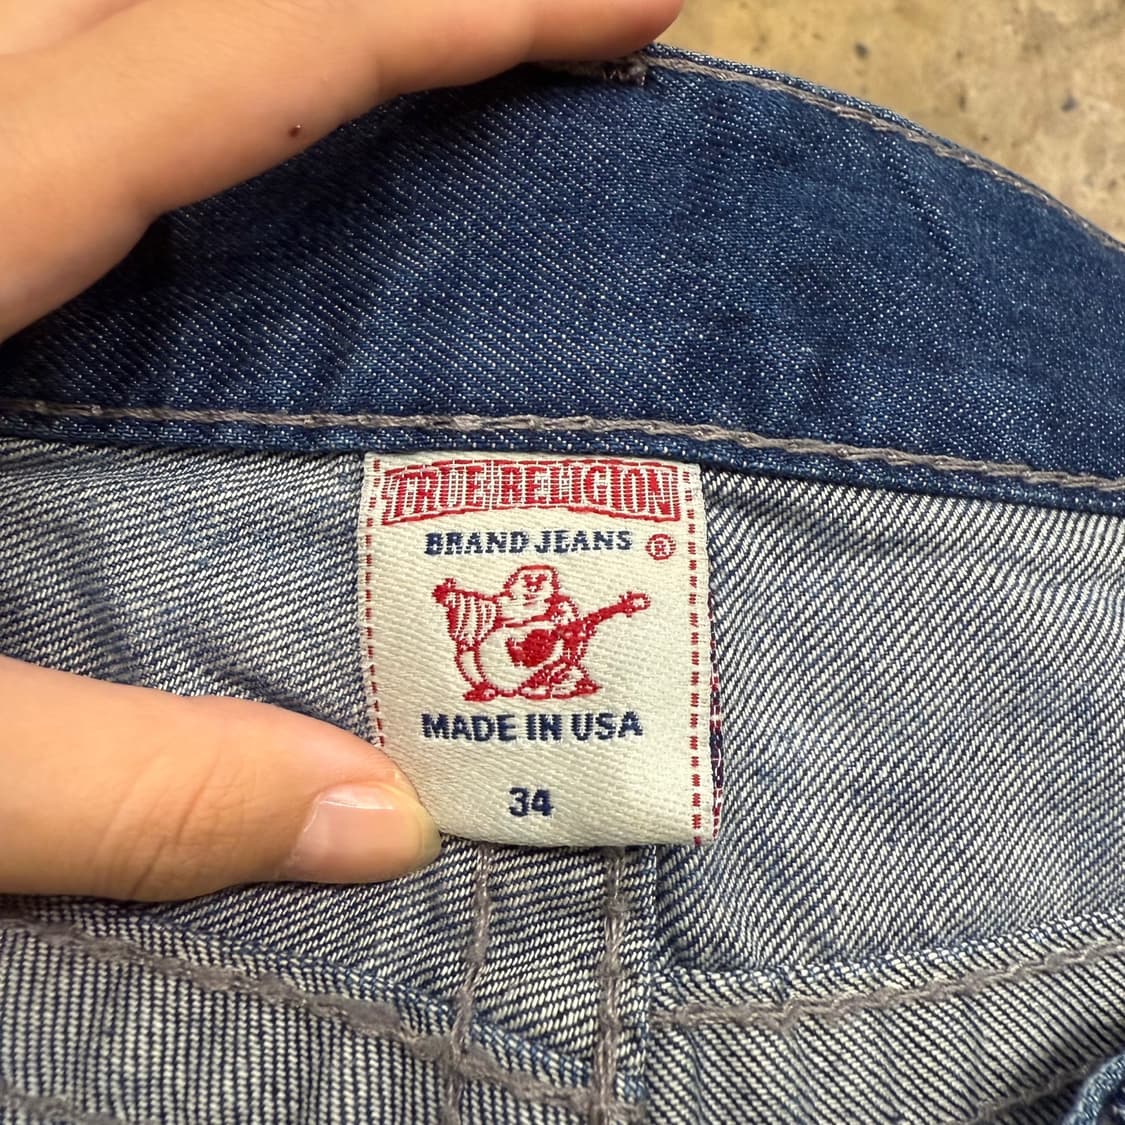 TRUE RELIGION
BRAND JEANS ®
MADE IN USA
34